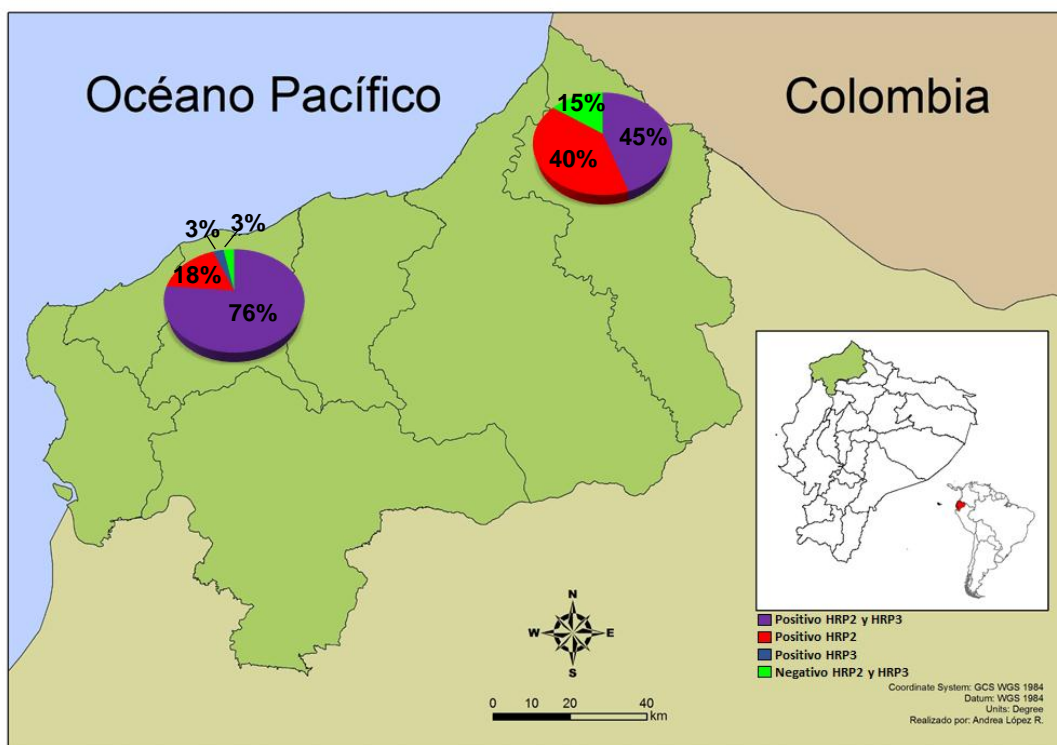 Océano Pacífico
Colombia
15%
45%
40%
3%
3%
18%
76%
N
W
E
S
0
10
20
40
km
Positivo HRP2 y HRP3
Positivo HRP2
Positivo HRP3
Negativo HRP2 y HRP3
Coordinate System: GCS WGS 1984
Datum: WGS 1984
Units: Degree
Realizado por: Andrea López R.